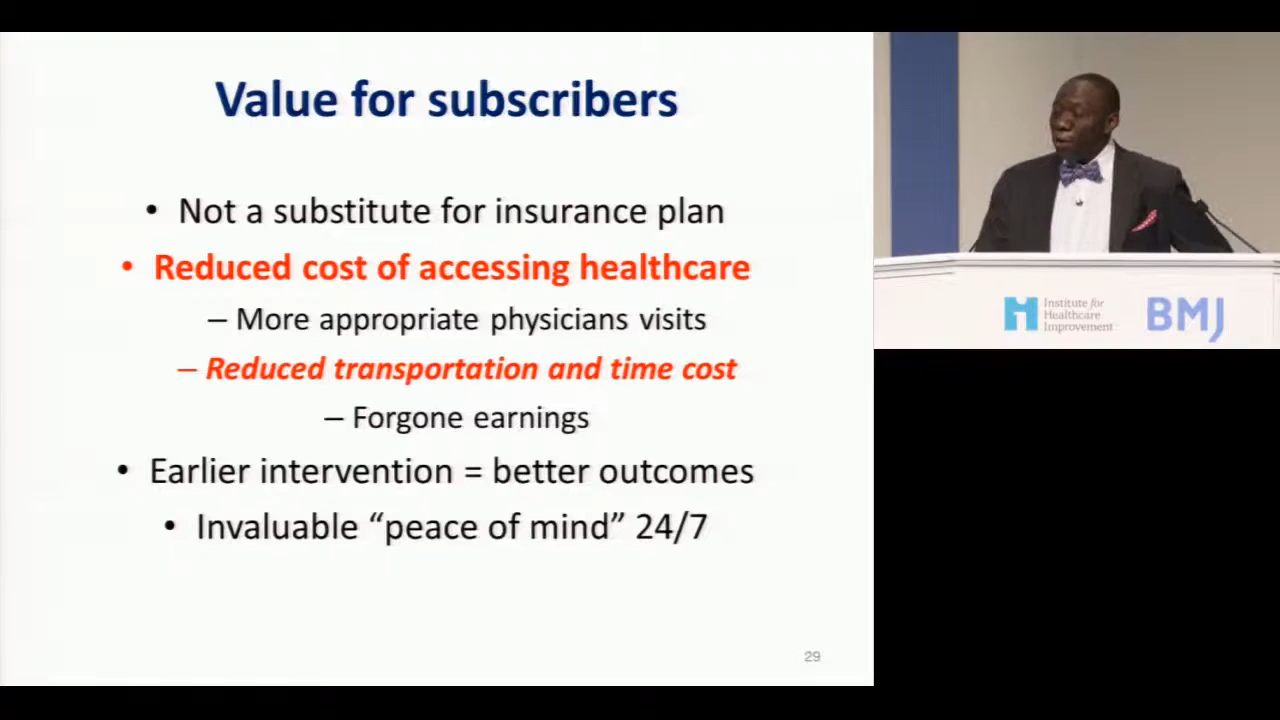 Value for subscribers
• Not a substitute for insurance plan
• Reduced cost of accessing healthcare
– More appropriate physicians visits
– Reduced transportation and time cost
– Forgone earnings
• Earlier intervention = better outcomes
• Invaluable “peace of mind” 24/7
29
Institute for
Healthcare
Improvement
BMJ